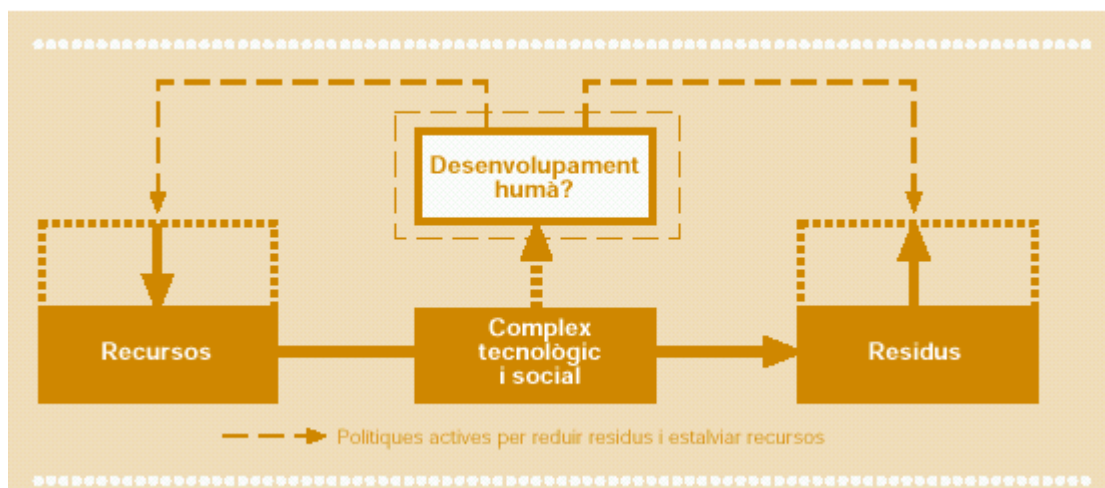 Desenvolupament
humà?
Recursos
Complex
tecnològic
i social
Residus
Polítiques actives per reduir residus i estalviar recursos